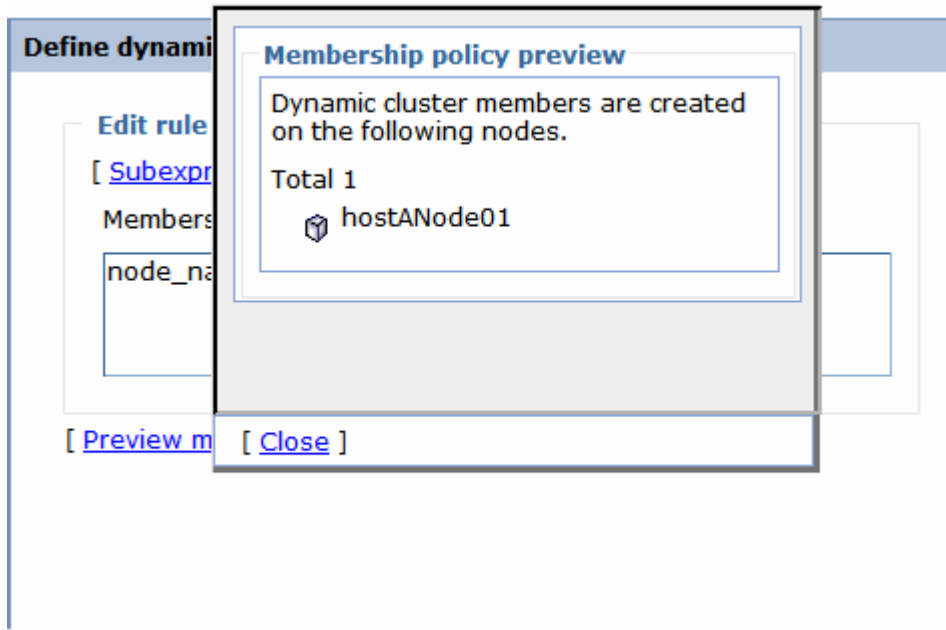 Define dynami
Membership policy preview
Dynamic cluster members are created
on the following nodes.
Total 1
hostANode01
Edit rule
[ Subexpr
Members
node_na
[ Preview m
[ Close ]